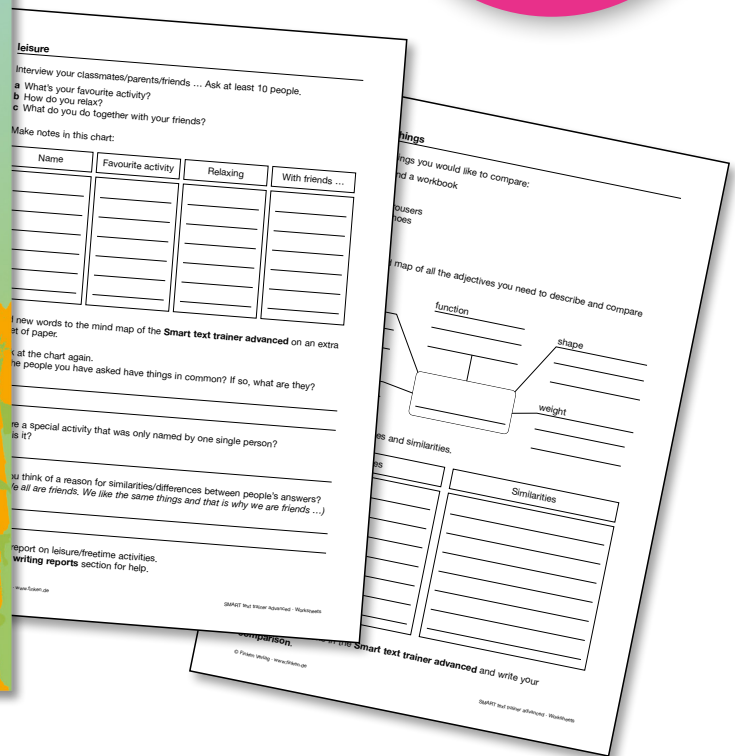 leisure
Interview your classmates/parents/friends … Ask at least 10 people.
a What's your favourite activity?
b How do you relax?
c What do you do together with your friends?
Make notes in this chart:
Name Favourite activity Relaxing With friends …
new words to the mind map of the Smart text trainer advanced on an extra
of paper.
at the chart again.
people you have asked have things in common? If so, what are they?
a special activity that was only named by one single person?
is it?
think of a reason for similarities/differences between people's answers?
all are friends. We like the same things and that is why we are friends …)
report on leisure/freetime activities.
writing reports section for help.
www.finken.de
SMART text trainer advanced · Worksheets
you would like to compare:
a workbook
map of all the adjectives you need to describe and compare
function
shape
weight
and similarities.
Similarities
in the Smart text trainer advanced and write your
comparison.
© Finken Verlag · www.finken.de
SMART text trainer advanced · Worksheets